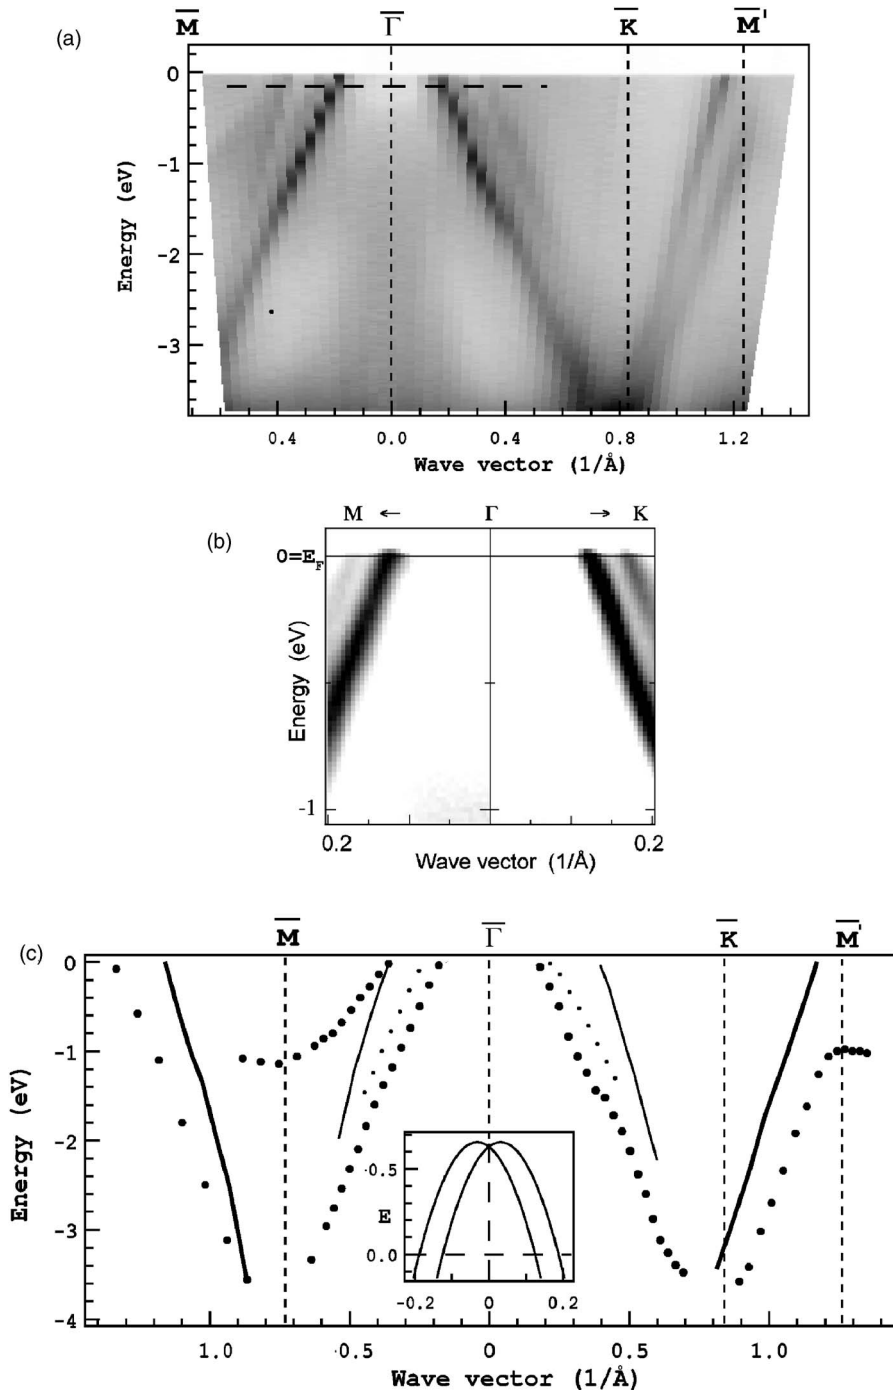 (a)
M Γ K M'
0
-1
-2
-3
Energy (eV)
0.4 0.0 0.4 0.8 1.2
Wave vector (1/Å)
(b)
M ← Γ → K
0=E_F
Energy (eV)
-1
0.2 0.2
Wave vector (1/Å)
(c)
M Γ K M'
0
-1
-2
-3
-4
Energy (eV)
0.5
0.0
E
-0.2 0 0.2
1.0 0.5 0 0.5 1.0
Wave vector (1/Å)